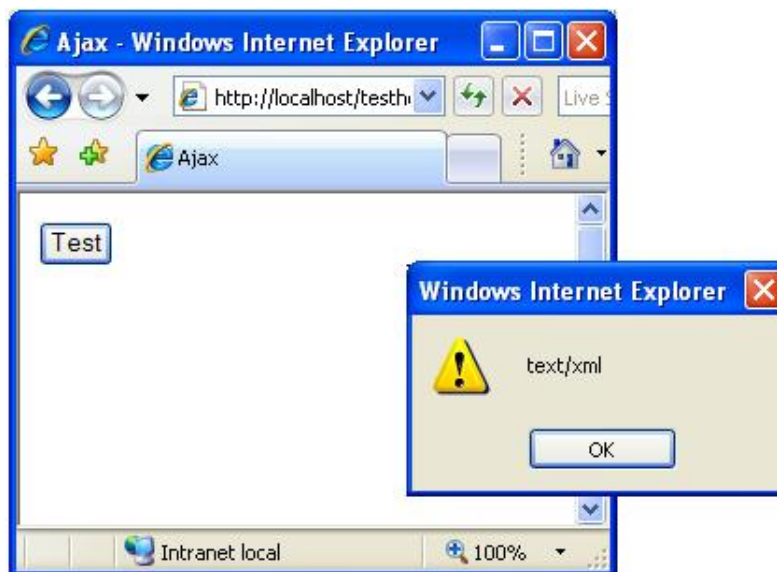 Ajax - Windows Internet Explorer
http://localhost/testh
Live
Ajax
Test
Windows Internet Explorer
text/xml
OK
Intranet local
100%